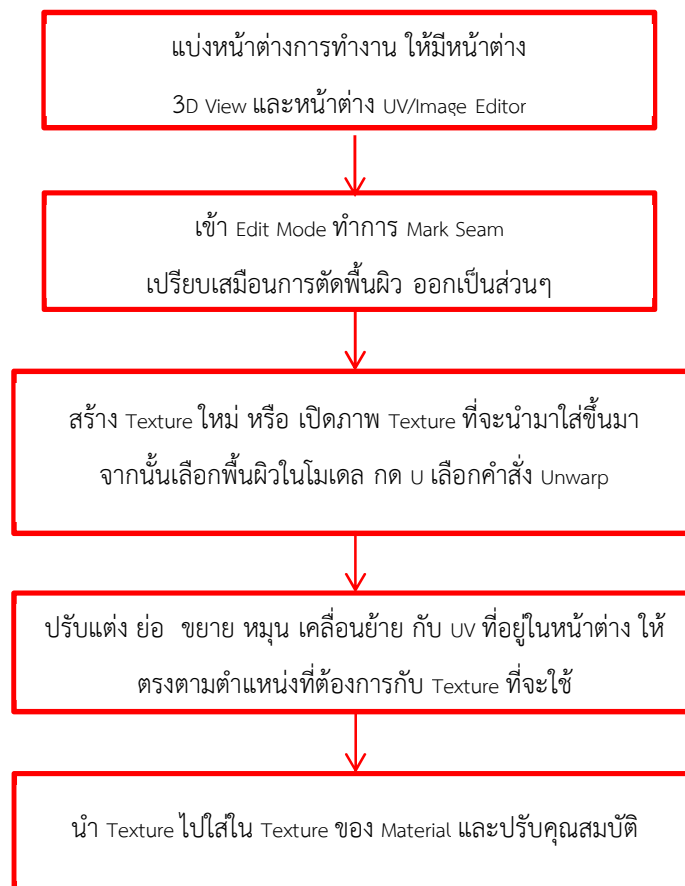 แบ่งหน้าต่างการทำงาน ให้มีหน้าต่าง
3D View และหน้าต่าง UV/Image Editor
เข้า Edit Mode ทำการ Mark Seam
เปรียบเสมือนการตัดพื้นผิว ออกเป็นส่วนๆ
สร้าง Texture ใหม่ หรือ เปิดภาพ Texture ที่จะนำมาใส่ขึ้นมา
จากนั้นเลือกพื้นผิวในโมเดล กด U เลือกคำสั่ง Unwarp
ปรับแต่ง ย่อ ขยาย หมุน เคลื่อนย้าย กับ UV ที่อยู่ในหน้าต่าง ให้
ตรงตามตำแหน่งที่ต้องการกับ Texture ที่จะใช้
นำ Texture ไปใส่ใน Texture ของ Material และปรับคุณสมบัติ